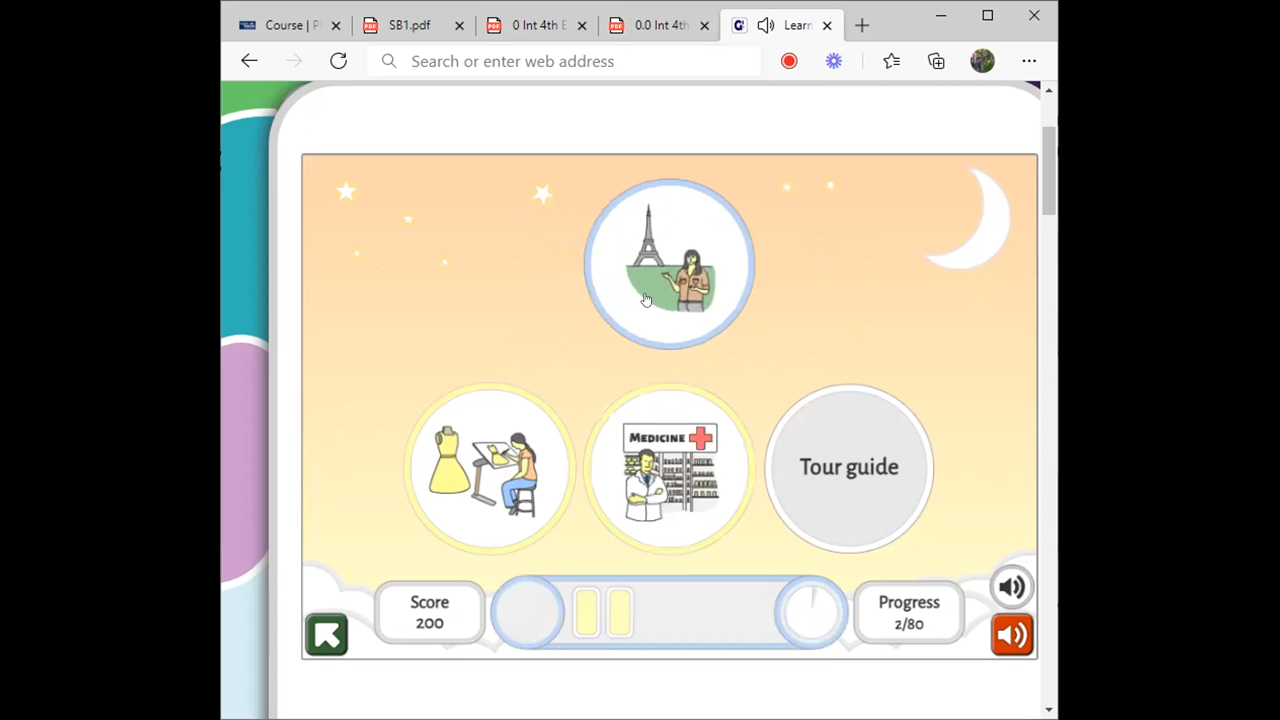 Course | P
SB1.pdf
0 Int 4th E
0.0 Int 4th
Learn
Search or enter web address
MEDICINE
Tour guide
Score
200
Progress
2/80